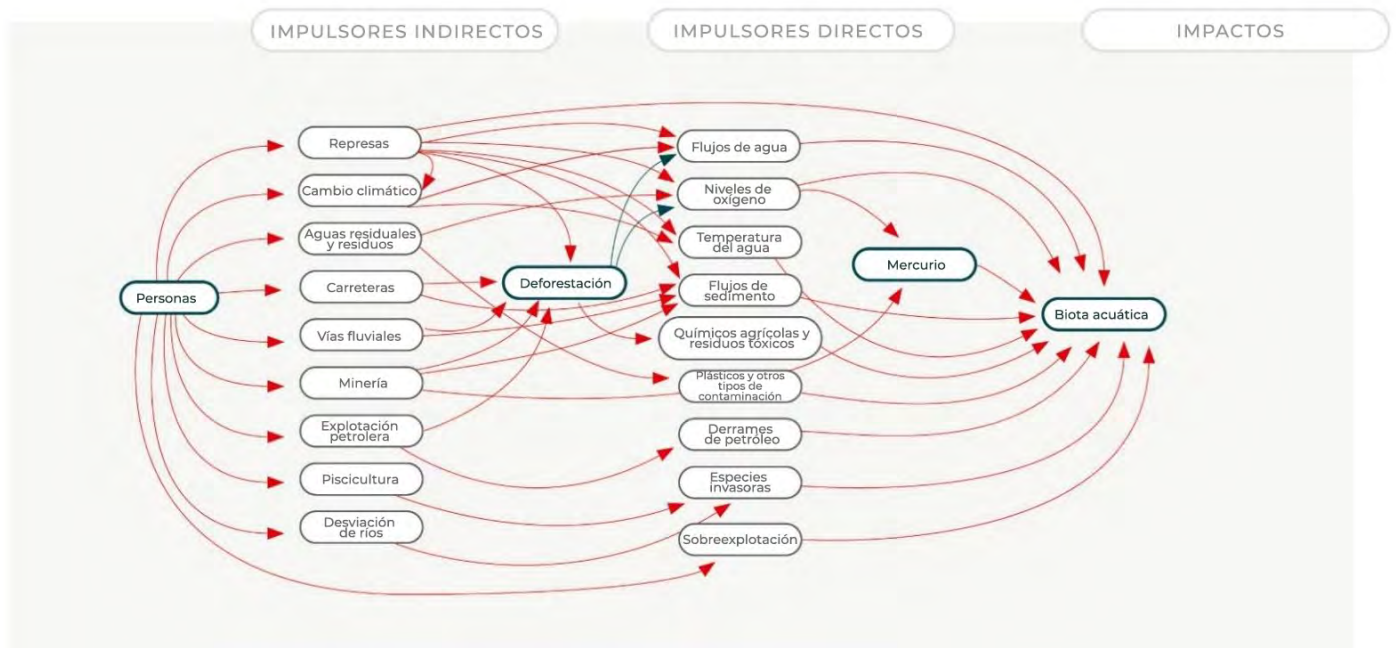 IMPULSORES INDIRECTOS
IMPULSORES DIRECTOS
IMPACTOS
Personas
Represas
Cambio climático
Aguas residuales
y residuos
Carreteras
Vías fluviales
Minería
Explotación
petrolera
Piscicultura
Desviación
de ríos
Deforestación
Flujos de agua
Niveles de
oxígeno
Temperatura
del agua
Flujos de
sedimento
Químicos agrícolas y
residuos tóxicos
Plásticos y otros
tipos de
contaminación
Derrames
de petróleo
Especies
invasoras
Sobreexplotación
Mercurio
Biota acuática